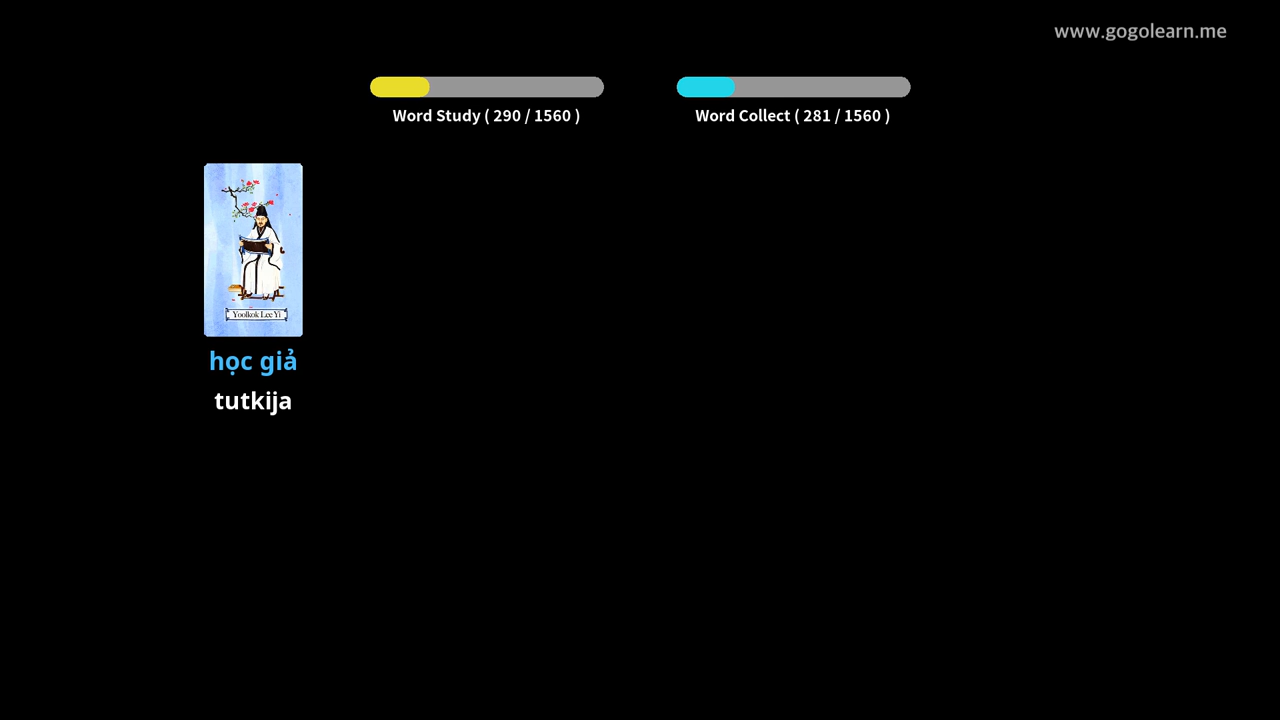 www.gogolearn.me
Word Study ( 290 / 1560 )
Word Collect ( 281 / 1560 )
Yoolkok Lee Yi
học giả
tutkija